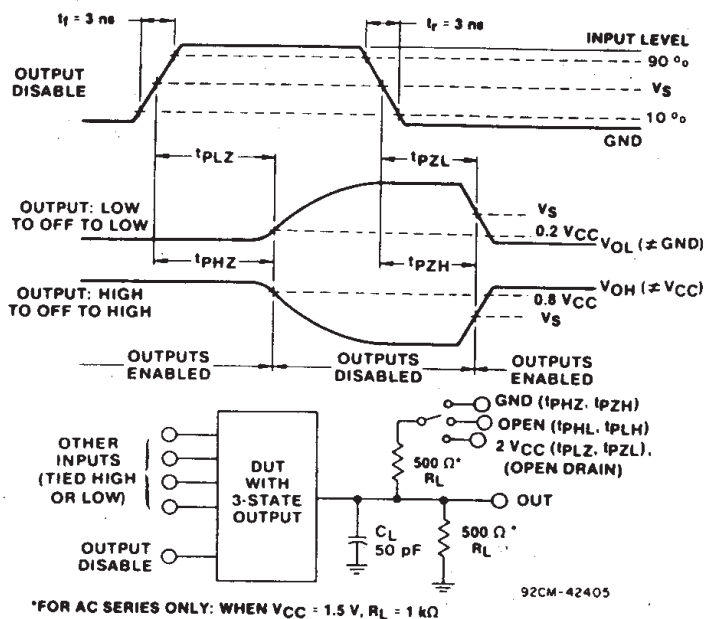 tf = 3 ns
tr = 3 ns
INPUT LEVEL
90 %
VS
10 %
GND
OUTPUT
DISABLE
tPLZ
tPZL
OUTPUT: LOW
TO OFF TO LOW
VS
0.2 VCC
VOL (≠ GND)
tPHZ
tPZH
OUTPUT: HIGH
TO OFF TO HIGH
VOH (≠ VCC)
0.8 VCC
VS
OUTPUTS
ENABLED
OUTPUTS
DISABLED
OUTPUTS
ENABLED
GND (tPHZ, tPZH)
OPEN (tPHL, tPLH)
2 VCC (tPLZ, tPZL),
(OPEN DRAIN)
OTHER
INPUTS
(TIED HIGH
OR LOW)
DUT
WITH
3-STATE
OUTPUT
500 Ω*
RL
OUT
OUTPUT
DISABLE
CL
50 pF
500 Ω*
RL
92CM-42405
*FOR AC SERIES ONLY: WHEN VCC = 1.5 V, RL = 1 kΩ